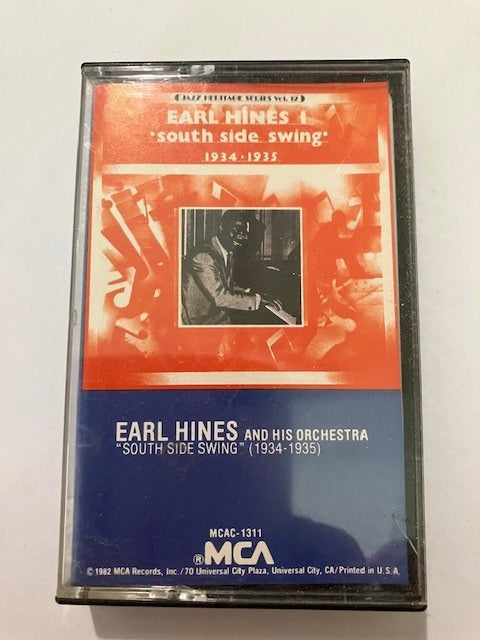 (JAZZ HERITAGE SERIES Vol. 12)
EARL HINES 1
"south side swing"
1934-1935
EARL HINES AND HIS ORCHESTRA
"SOUTH SIDE SWING" (1934-1935)
MCAC-1311
®MCA
© 1982 MCA Records, Inc./70 Universal City Plaza, Universal City, CA/Printed in U.S.A.